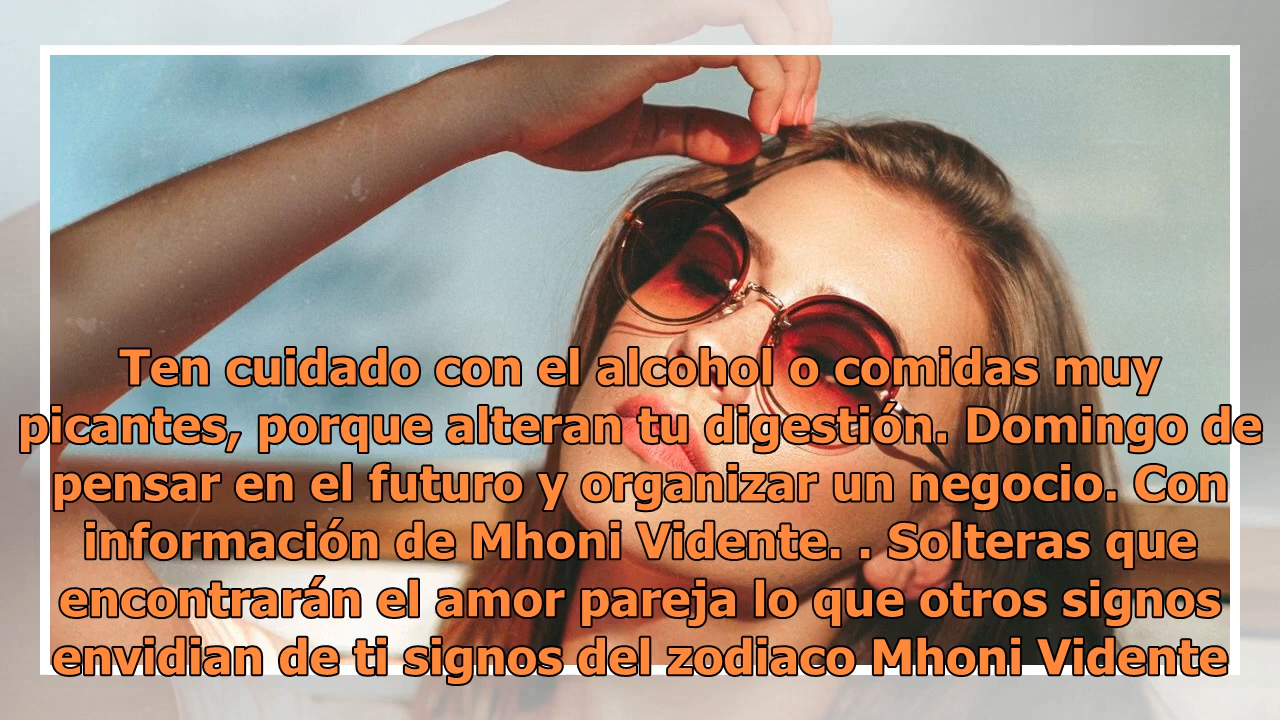 Ten cuidado con el alcohol o comidas muy
picantes, porque alteran tu digestión. Domingo de
pensar en el futuro y organizar un negocio. Con
información de Mhoni Vidente. . Solteras que
encontrarán el amor pareja lo que otros signos
envidian de ti signos del zodiaco Mhoni Vidente